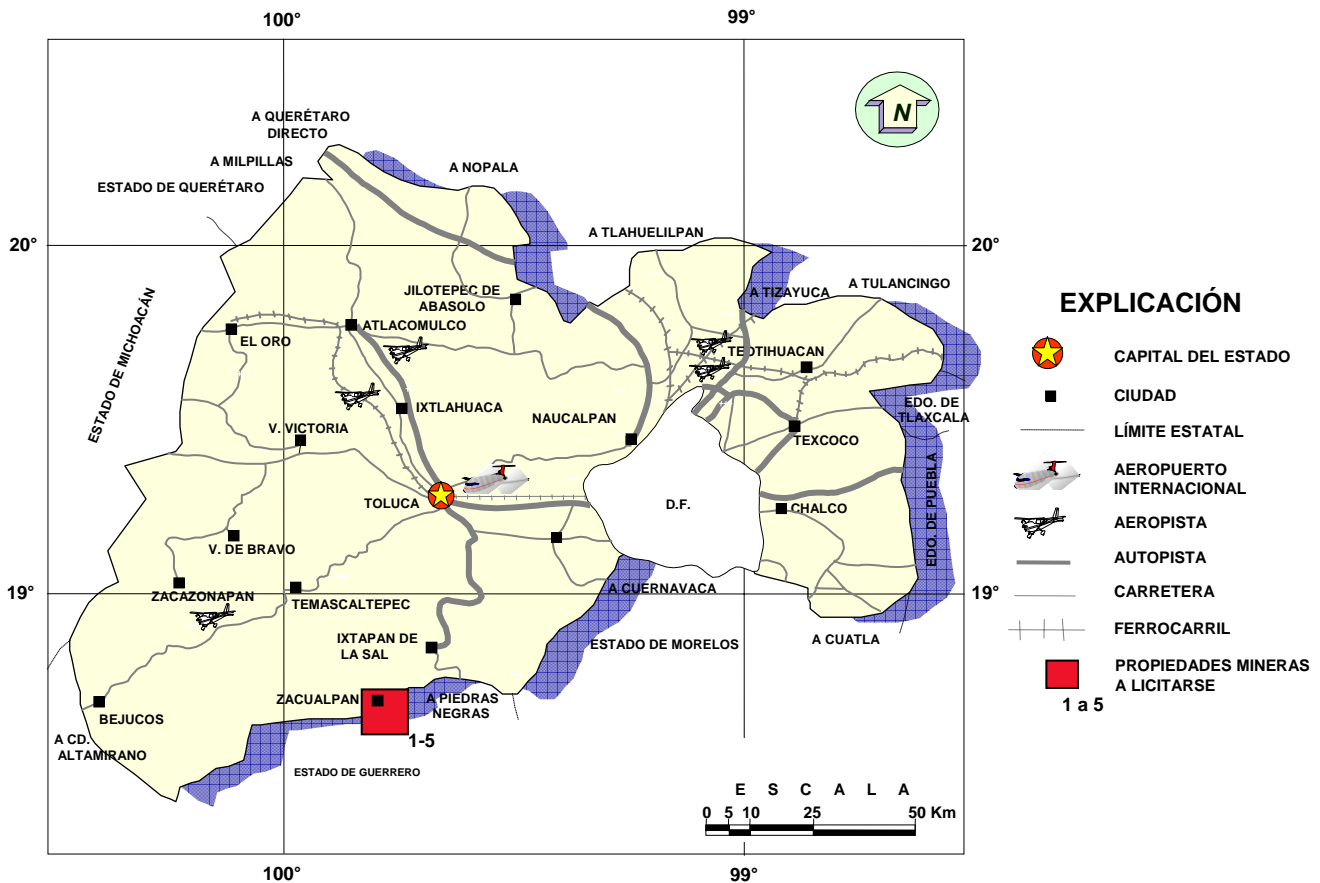 100°
99°
N
A QUERÉTARO
DIRECTO
A MILPILLAS
A NOPALA
ESTADO DE QUERÉTARO
20°
A TLAHUELILPAN
20°
A TIZAYUCA
A TULANCINGO
JILOTEPEC DE
ABASOLO
ATLACOMULCO
EL ORO
ESTADO DE MICHOACÁN
TEOTIHUACAN
IXTLAHUACA
NAUCALPAN
EDO. DE
TLAXCALA
V. VICTORIA
TEXCOCO
TOLUCA
D.F.
CHALCO
EDO. DE PUEBLA
V. DE BRAVO
19°
ZACAZONAPAN
TEMASCALTEPEC
A CUERNAVACA
19°
IXTAPAN DE
LA SAL
ESTADO DE MORELOS
A CUATLA
ZACUALPAN
A PIEDRAS
NEGRAS
BEJUCOS
1-5
A CD.
ALTAMIRANO
ESTADO DE GUERRERO
E S C A L A
0 5 10 25 50 Km
100°
99°
EXPLICACIÓN
CAPITAL DEL ESTADO
CIUDAD
LÍMITE ESTATAL
AEROPUERTO
INTERNACIONAL
AEROPISTA
AUTOPISTA
CARRETERA
FERROCARRIL
PROPIEDADES MINERAS
A LICITARSE
1 a 5